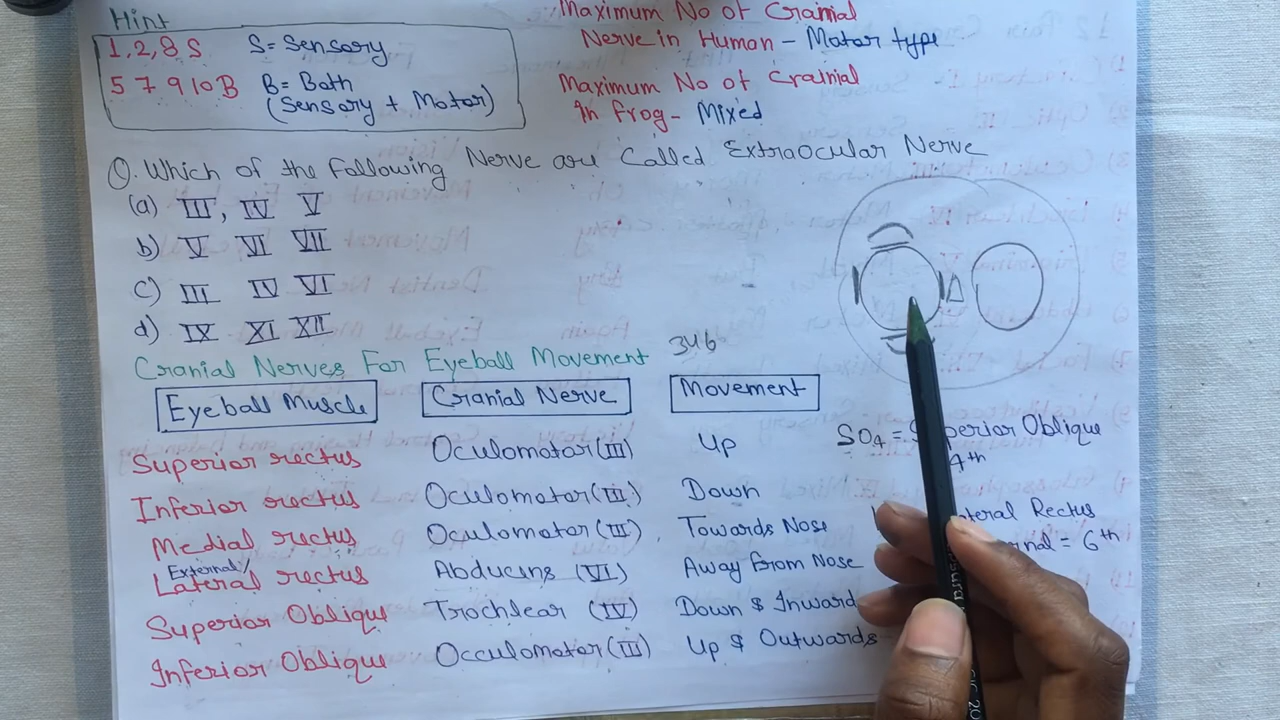 Hint
1,2,8 S S = Sensory
5 7 9 10 B B = Both
(Sensory + Motor)
Maximum No of Cranial
Nerve in Human - Motor type
Maximum No of Crainial
In frog - Mixed
Q. Which of the Following Nerve are Called Extraocular Nerve
(a) III, IV V
b) V VI VII
c) III IV VI
d) IX XI XII
Cranial Nerves For Eyeball Movement 346
Eyeball Muscle Cranial Nerve Movement
Superior rectus Oculomotor (III) Up
Inferior rectus Oculomotor (III) Down
Medial rectus Oculomotor (III) Towards Nose
External/
Lateral rectus Abducens (VI) Away From Nose
Superior Oblique Trochlear (IV) Down & Inward
Inferior Oblique Occulomotor (III) Up & Outwards
SO4 = Superior Oblique
4th
Rectus
= 6th